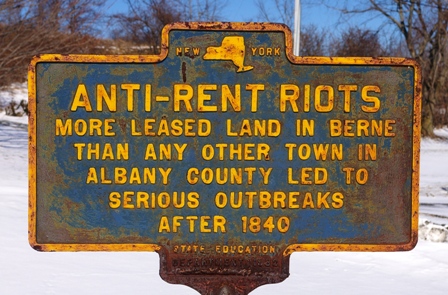 NEW YORK
ANTI-RENT RIOTS
MORE LEASED LAND IN BERNE
THAN ANY OTHER TOWN IN
ALBANY COUNTY LED TO
SERIOUS OUTBREAKS
AFTER 1840
STATE EDUCATION